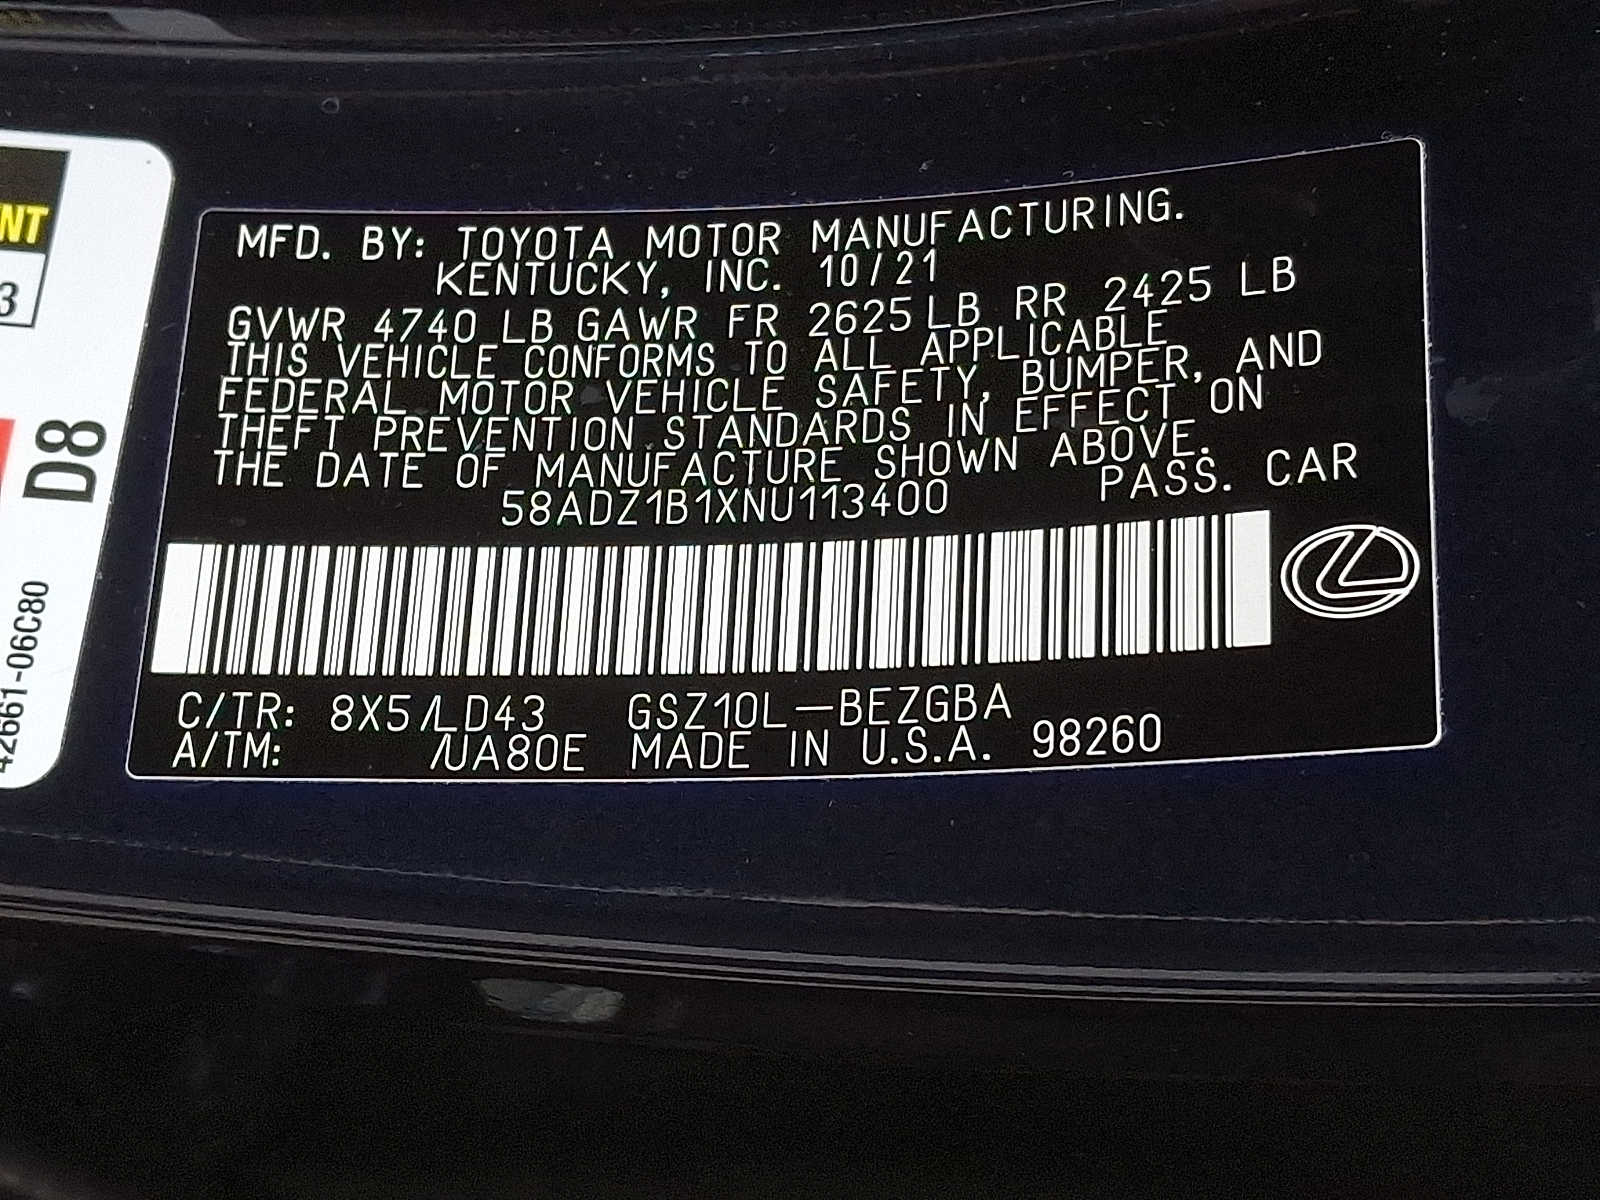 NT
3
D8
42661-06C80
MFD. BY: TOYOTA MOTOR MANUFACTURING.
KENTUCKY, INC. 10/21
GVWR 4740 LB GAWR FR 2625 LB RR 2425 LB
THIS VEHICLE CONFORMS TO ALL APPLICABLE
FEDERAL MOTOR VEHICLE SAFETY, BUMPER, AND
THEFT PREVENTION STANDARDS IN EFFECT ON
THE DATE OF MANUFACTURE SHOWN ABOVE.
58ADZ1B1XNU113400 PASS. CAR
C/TR: 8X5/LD43 GSZ10L-BEZGBA
A/TM: /UA80E MADE IN U.S.A. 98260